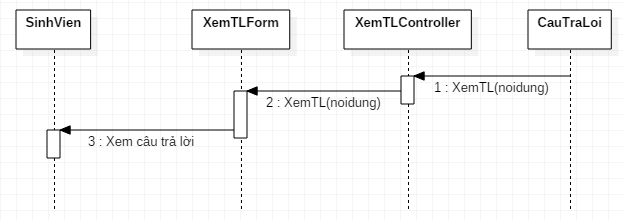 SinhVien
XemTLForm
XemTLController
CauTraLoi
1 : XemTL(noidung)
2 : XemTL(noidung)
3 : Xem câu trả lời